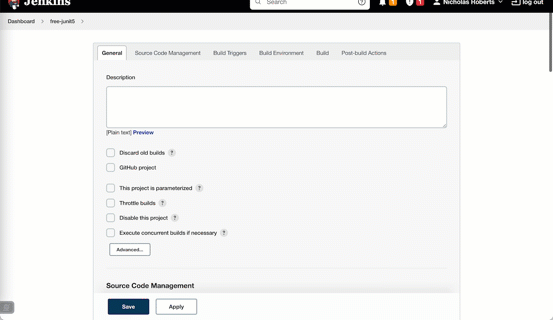 Jenkins
Search
?
1
1
Nicholas Roberts
log out
Dashboard
free-junit5
General
Source Code Management
Build Triggers
Build Environment
Build
Post-build Actions
Description
[Plain text] Preview
Discard old builds ?
GitHub project
This project is parameterized ?
Throttle builds ?
Disable this project ?
Execute concurrent builds if necessary ?
Advanced...
Source Code Management
Save
Apply